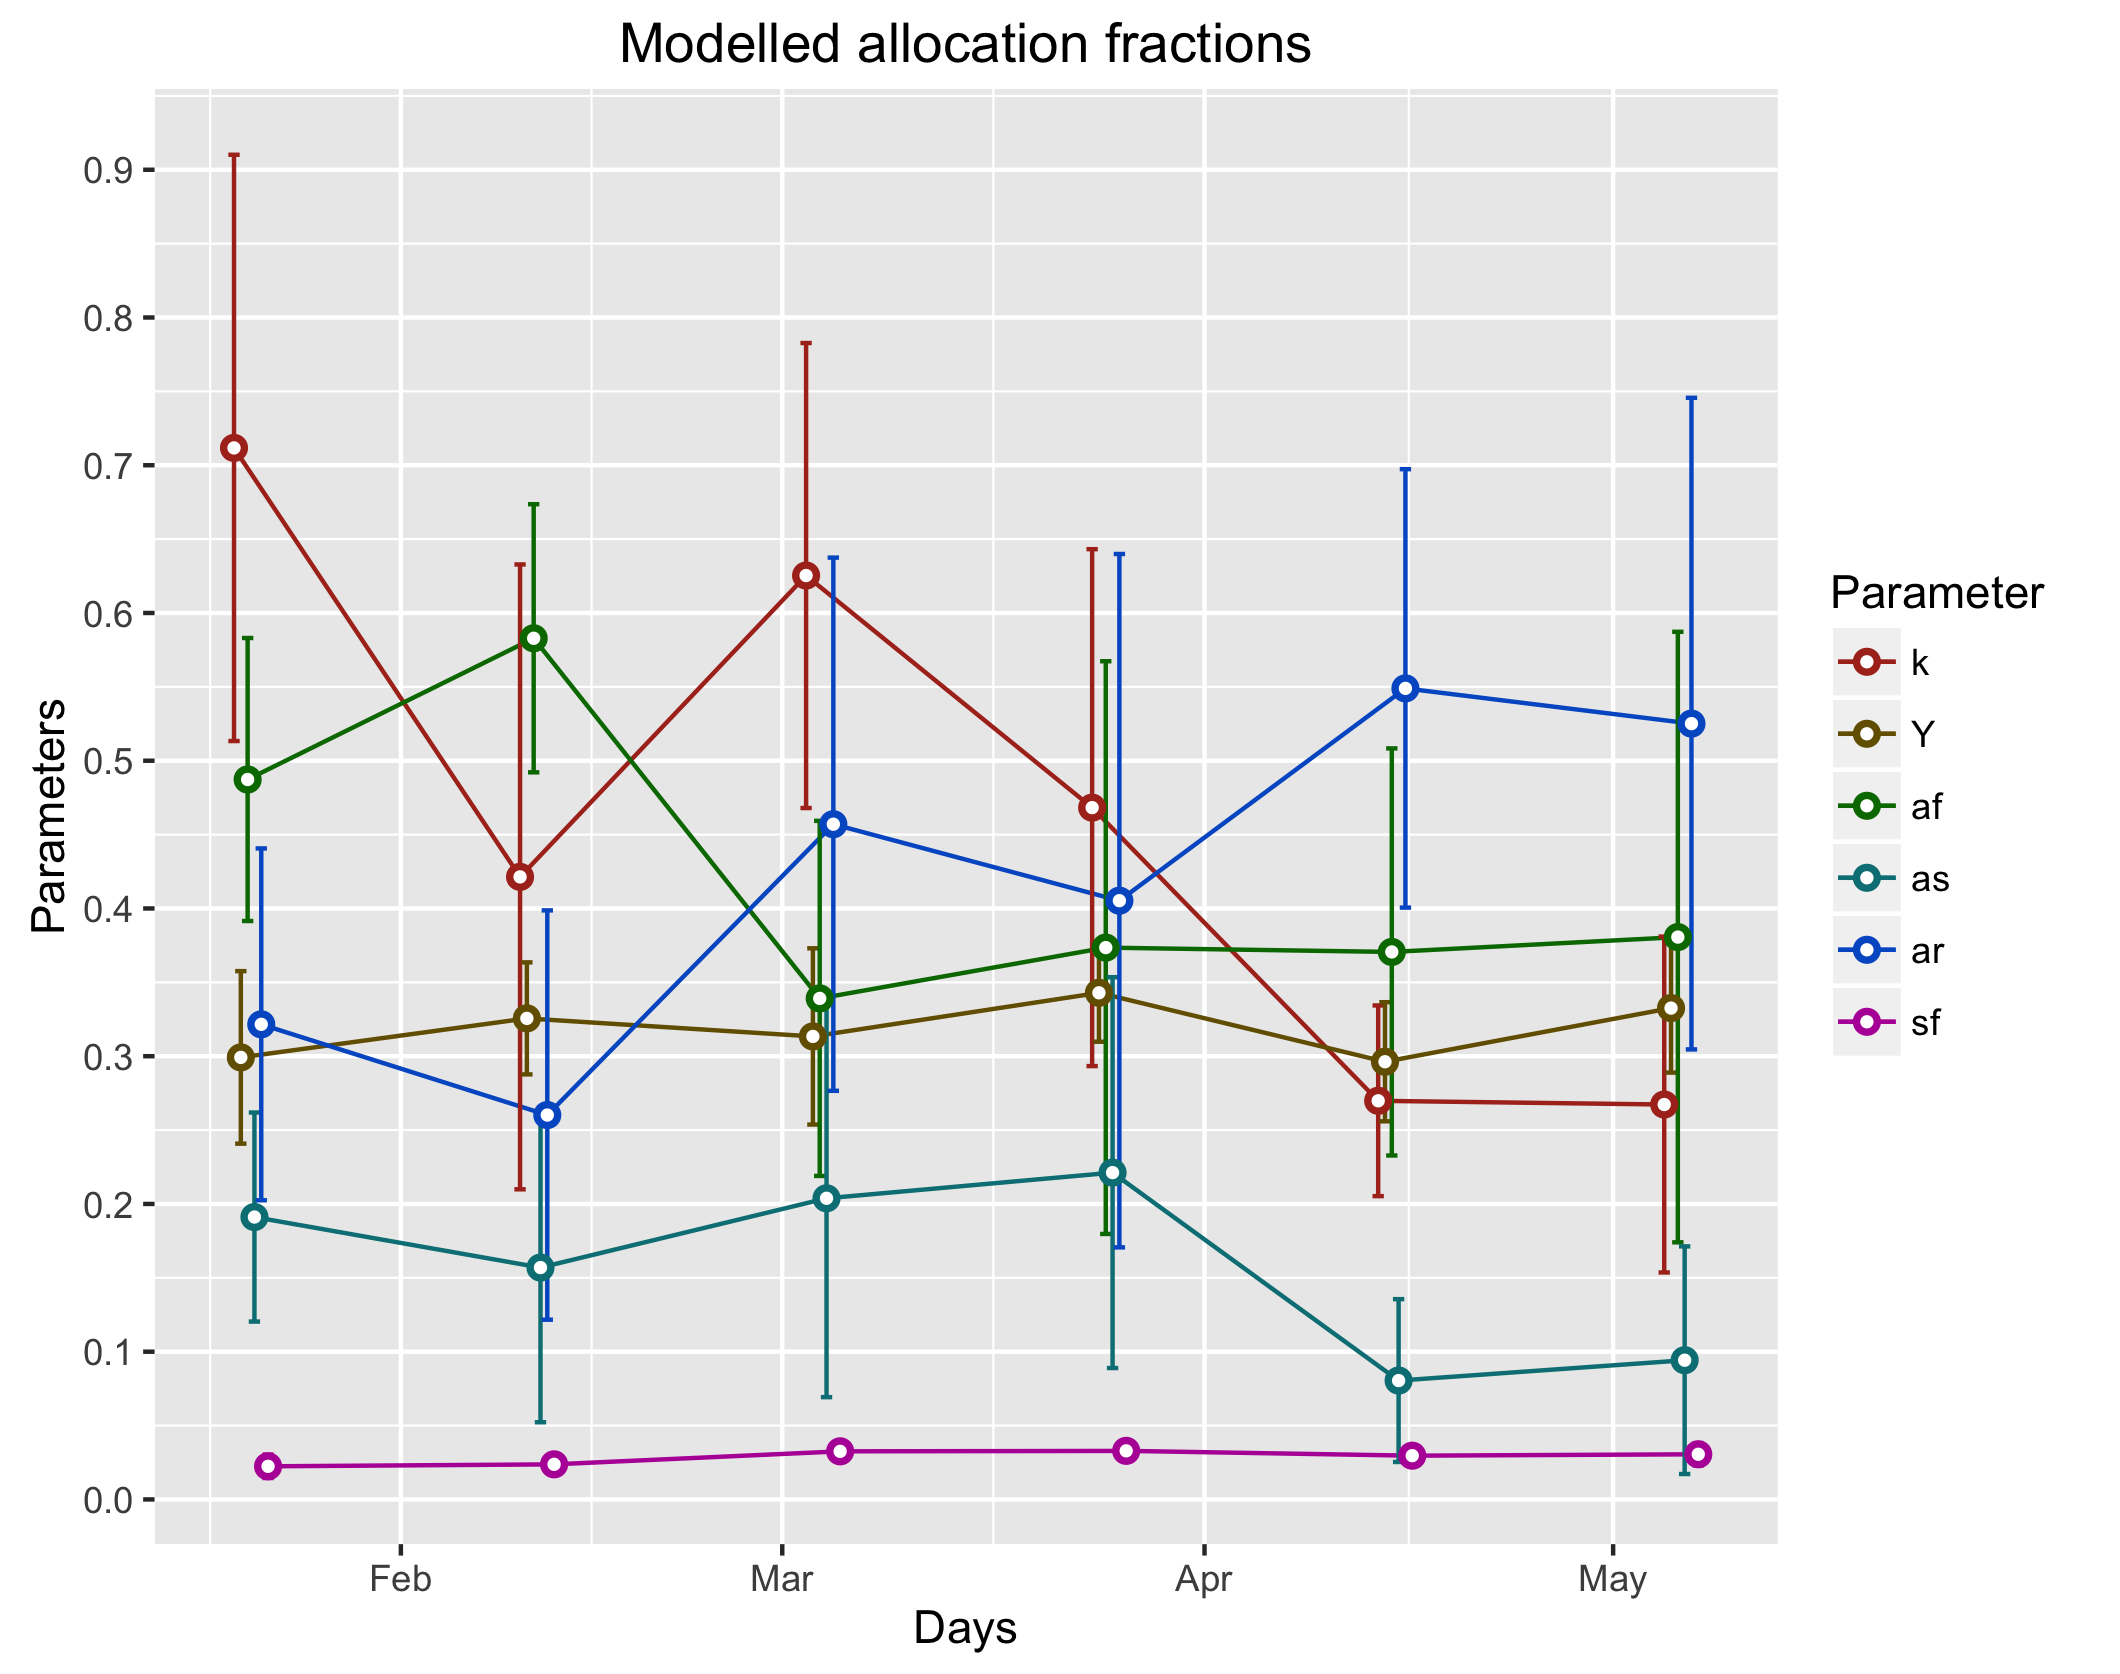 Modelled allocation fractions
Parameters
0.9
0.8
0.7
0.6
0.5
0.4
0.3
0.2
0.1
0.0
Feb Mar Apr May
Days
Parameter
k
Y
af
as
ar
sf